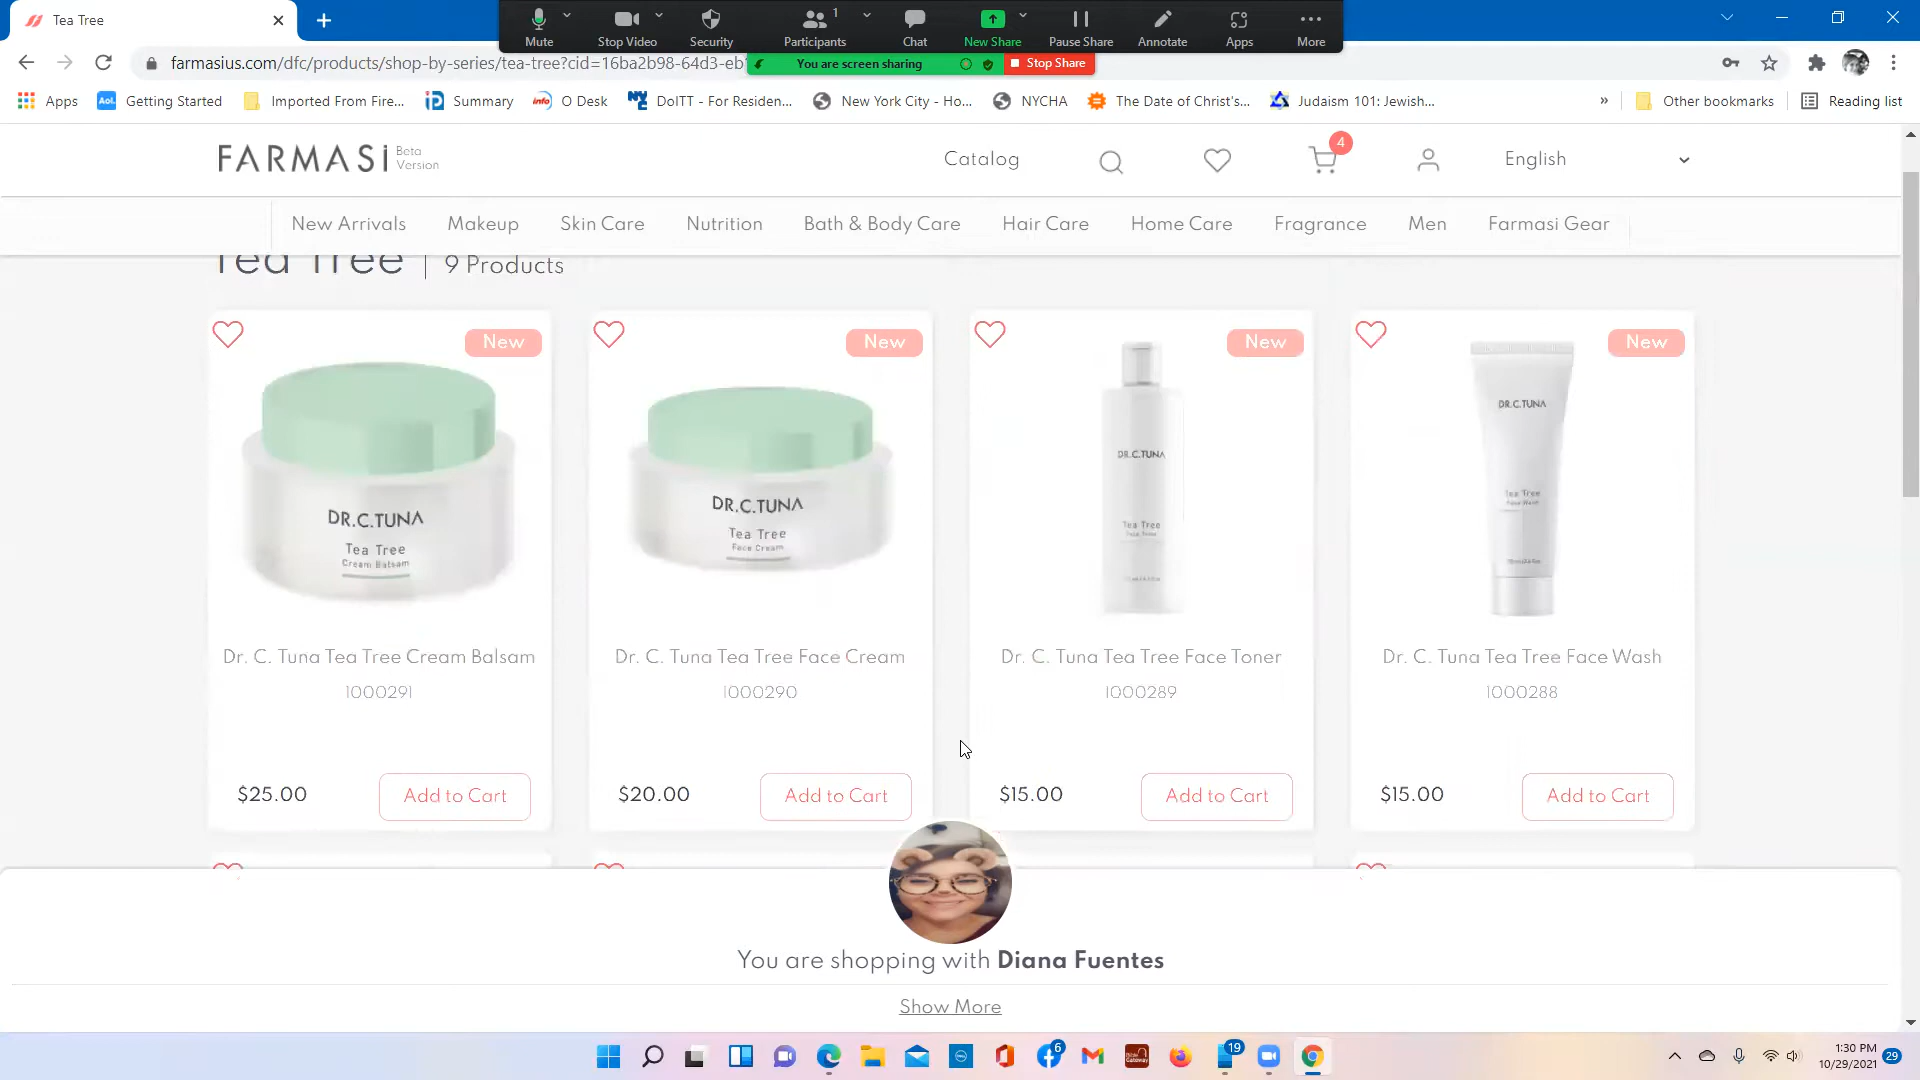 Tea Tree
Mute
Stop Video
Security
Participants
1
Chat
New Share
Pause Share
Annotate
Apps
More
farmasius.com/dfc/products/shop-by-series/tea-tree?cid=16ba2b98-64d3-eb
You are screen sharing
Stop Share
Apps
Getting Started
Imported From Fire...
Summary
O Desk
DoITT - For Residen...
New York City - Ho...
NYCHA
The Date of Christ's...
Judaism 101: Jewish...
»
Other bookmarks
Reading list
FARMASi
Beta
Version
Catalog
4
English
New Arrivals
Makeup
Skin Care
Nutrition
Bath & Body Care
Hair Care
Home Care
Fragrance
Men
Farmasi Gear
Tea Tree | 9 Products
New
DR.C.TUNA
Tea Tree
Cream Balsam
Dr. C. Tuna Tea Tree Cream Balsam
1000291
$25.00
Add to Cart
New
DR.C.TUNA
Tea Tree
Face Cream
Dr. C. Tuna Tea Tree Face Cream
1000290
$20.00
Add to Cart
New
DR.C.TUNA
Tea Tree
Dr. C. Tuna Tea Tree Face Toner
1000289
$15.00
Add to Cart
New
DR.C.TUNA
Tea Tree
Face Wash
Dr. C. Tuna Tea Tree Face Wash
1000288
$15.00
Add to Cart
You are shopping with Diana Fuentes
Show More
6
19
1:30 PM
10/29/2021
29